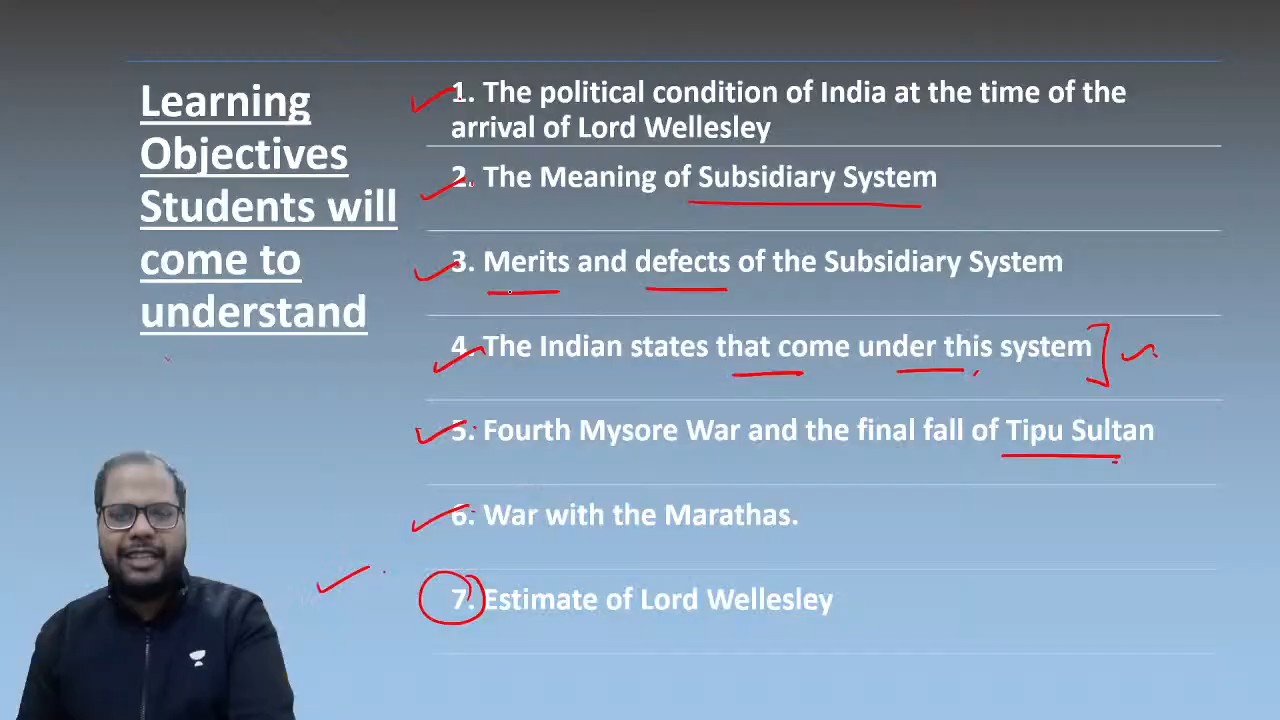 Learning
Objectives
Students will
come to
understand
1. The political condition of India at the time of the
arrival of Lord Wellesley
2. The Meaning of Subsidiary System
3. Merits and defects of the Subsidiary System
4. The Indian states that come under this system
5. Fourth Mysore War and the final fall of Tipu Sultan
6. War with the Marathas.
7. Estimate of Lord Wellesley